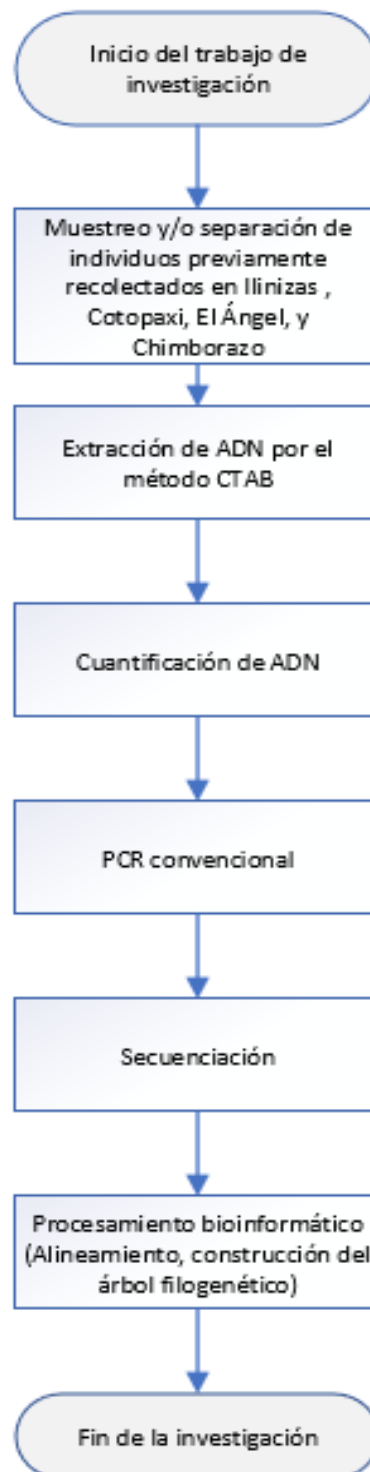 Inicio del trabajo de
investigación
Muestreo y/o separación de
individuos previamente
recolectados en Ilinizas ,
Cotopaxi, El Ángel, y
Chimborazo
Extracción de ADN por el
método CTAB
Cuantificación de ADN
PCR convencional
Secuenciación
Procesamiento bioinformático
(Alineamiento, construcción del
árbol filogenético)
Fin de la investigación